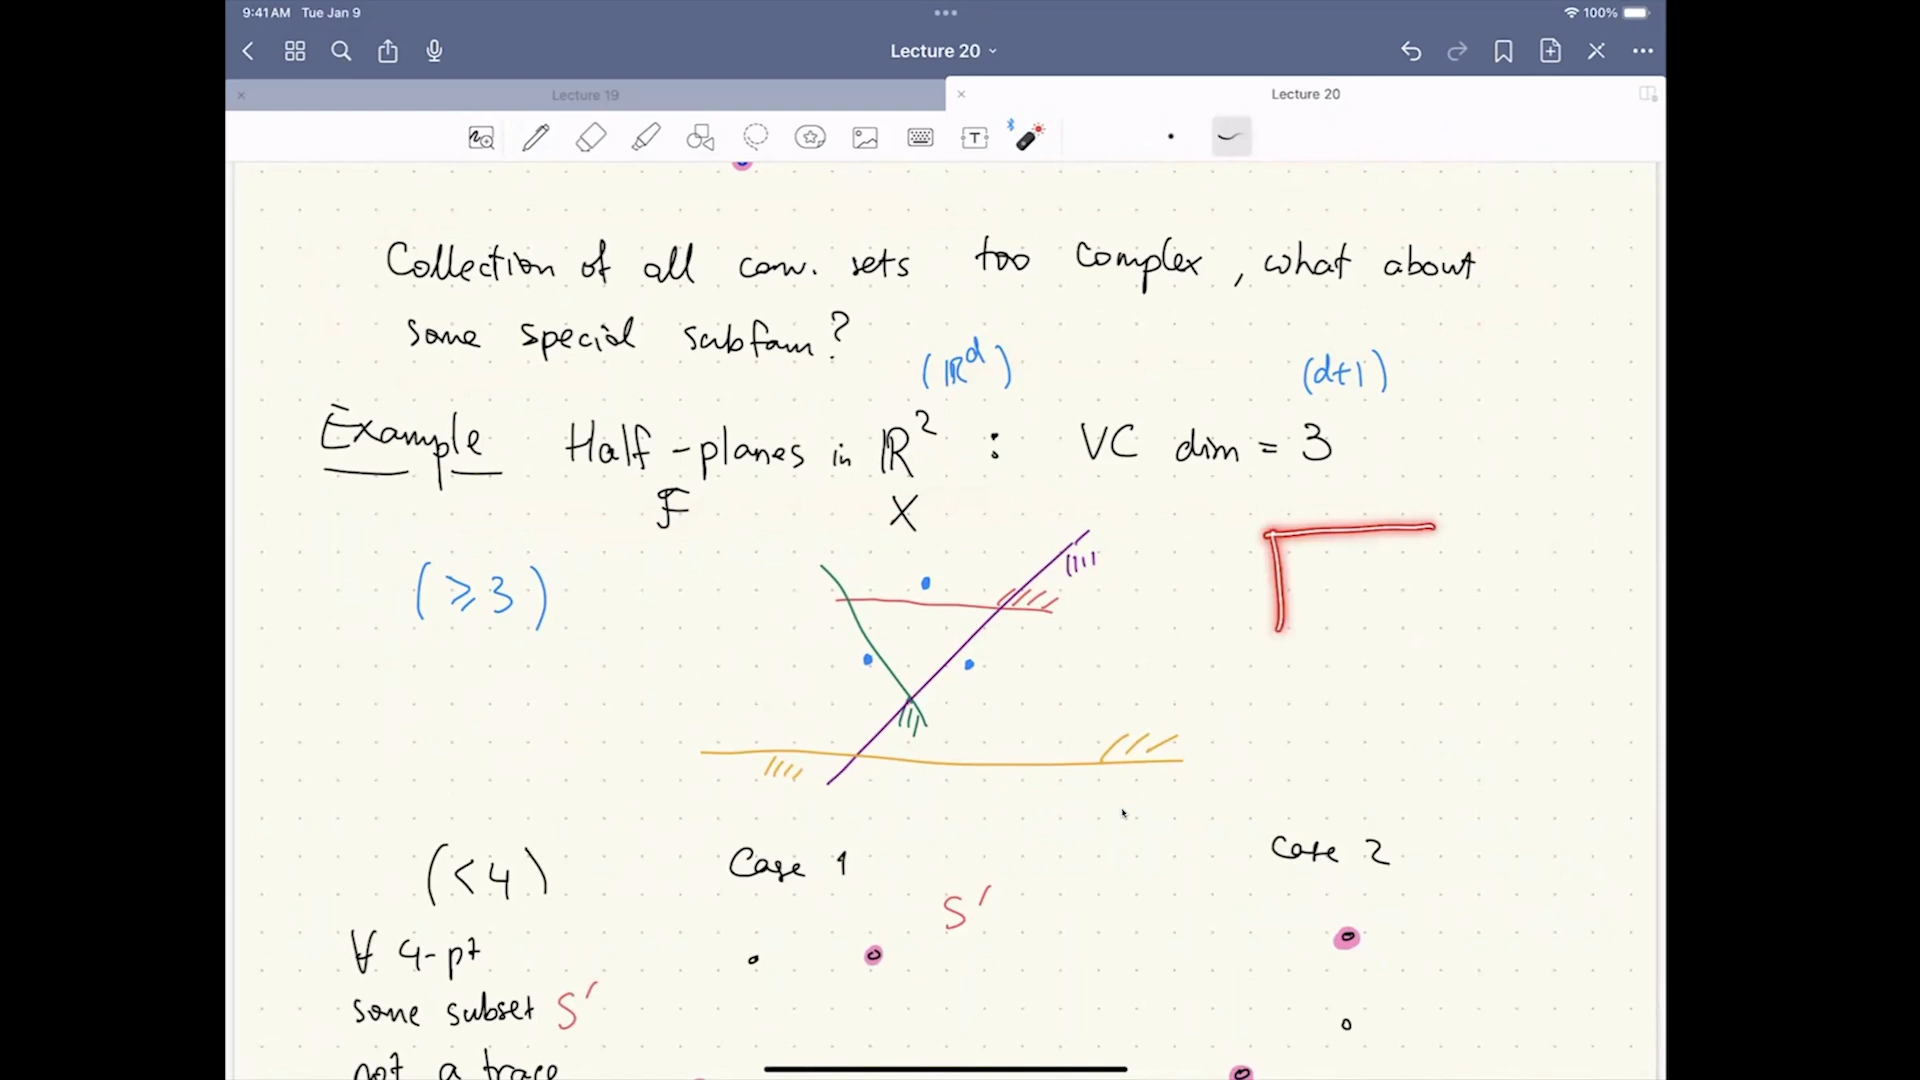 9:41 AM Tue Jan 9
100%
Lecture 20
Lecture 19
Lecture 20
T
Collection of all conv. sets too complex, what about
some special subfam?
(ℝᵈ) (d+1)
Example Half-planes in ℝ² : VC dim = 3
F X
(≥3)
(<4) Case 1 Case 2
S'
∀ 4-pt
some subset S'
not a trace